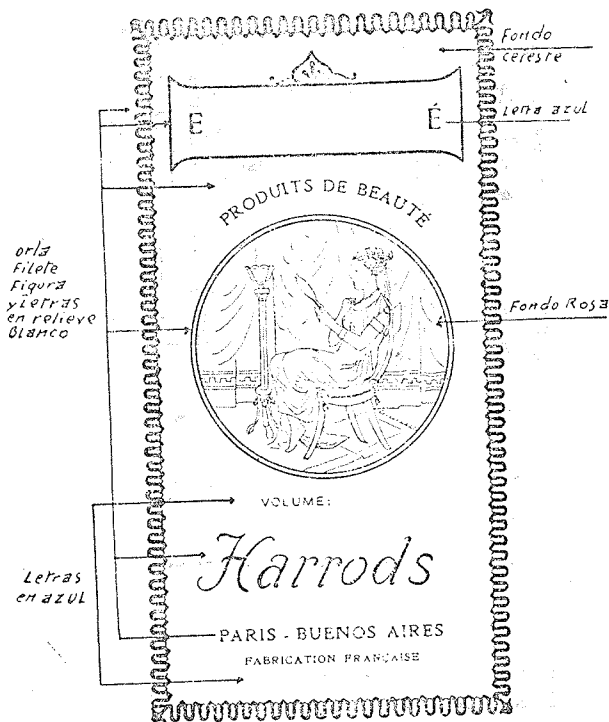 Fondo
celeste
E É
Letra azul
PRODUITS DE BEAUTÉ
orla
Filete
Figura
y Letras
en relieve
Blanco
Fondo Rosa
VOLUME:
Harrods
Letras
en azul
PARIS - BUENOS AIRES
FABRICATION FRANÇAISE